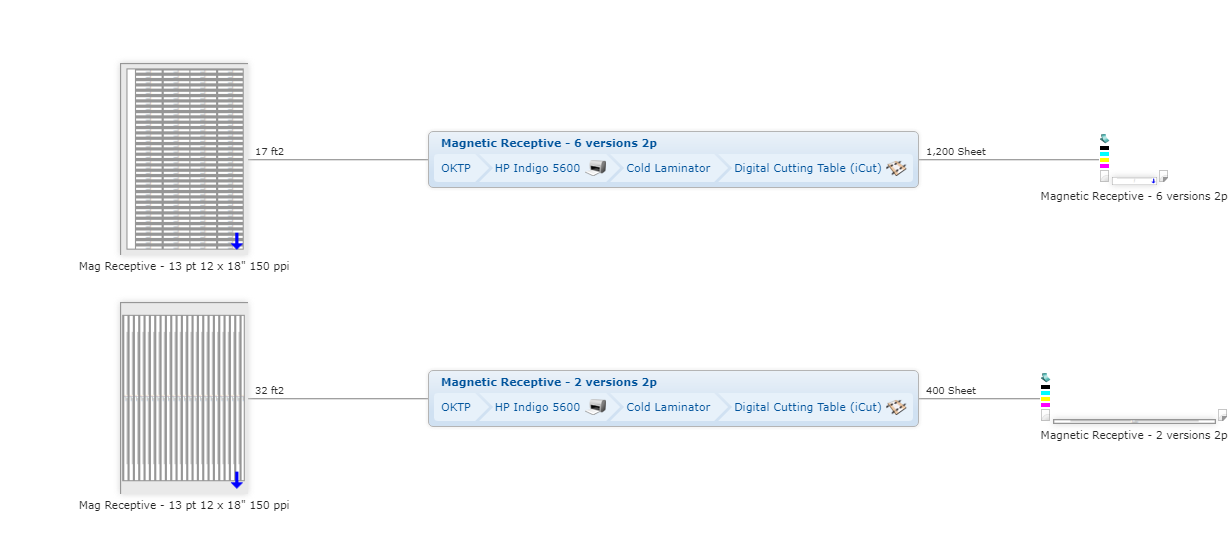 Magnetic Receptive - 6 versions 2p
17 ft2
1,200 Sheet
OKTP HP Indigo 5600 Cold Laminator Digital Cutting Table (iCut)
Magnetic Receptive - 6 versions 2p
Mag Receptive - 13 pt 12 x 18" 150 ppi
Magnetic Receptive - 2 versions 2p
32 ft2
400 Sheet
OKTP HP Indigo 5600 Cold Laminator Digital Cutting Table (iCut)
Magnetic Receptive - 2 versions 2p
Mag Receptive - 13 pt 12 x 18" 150 ppi